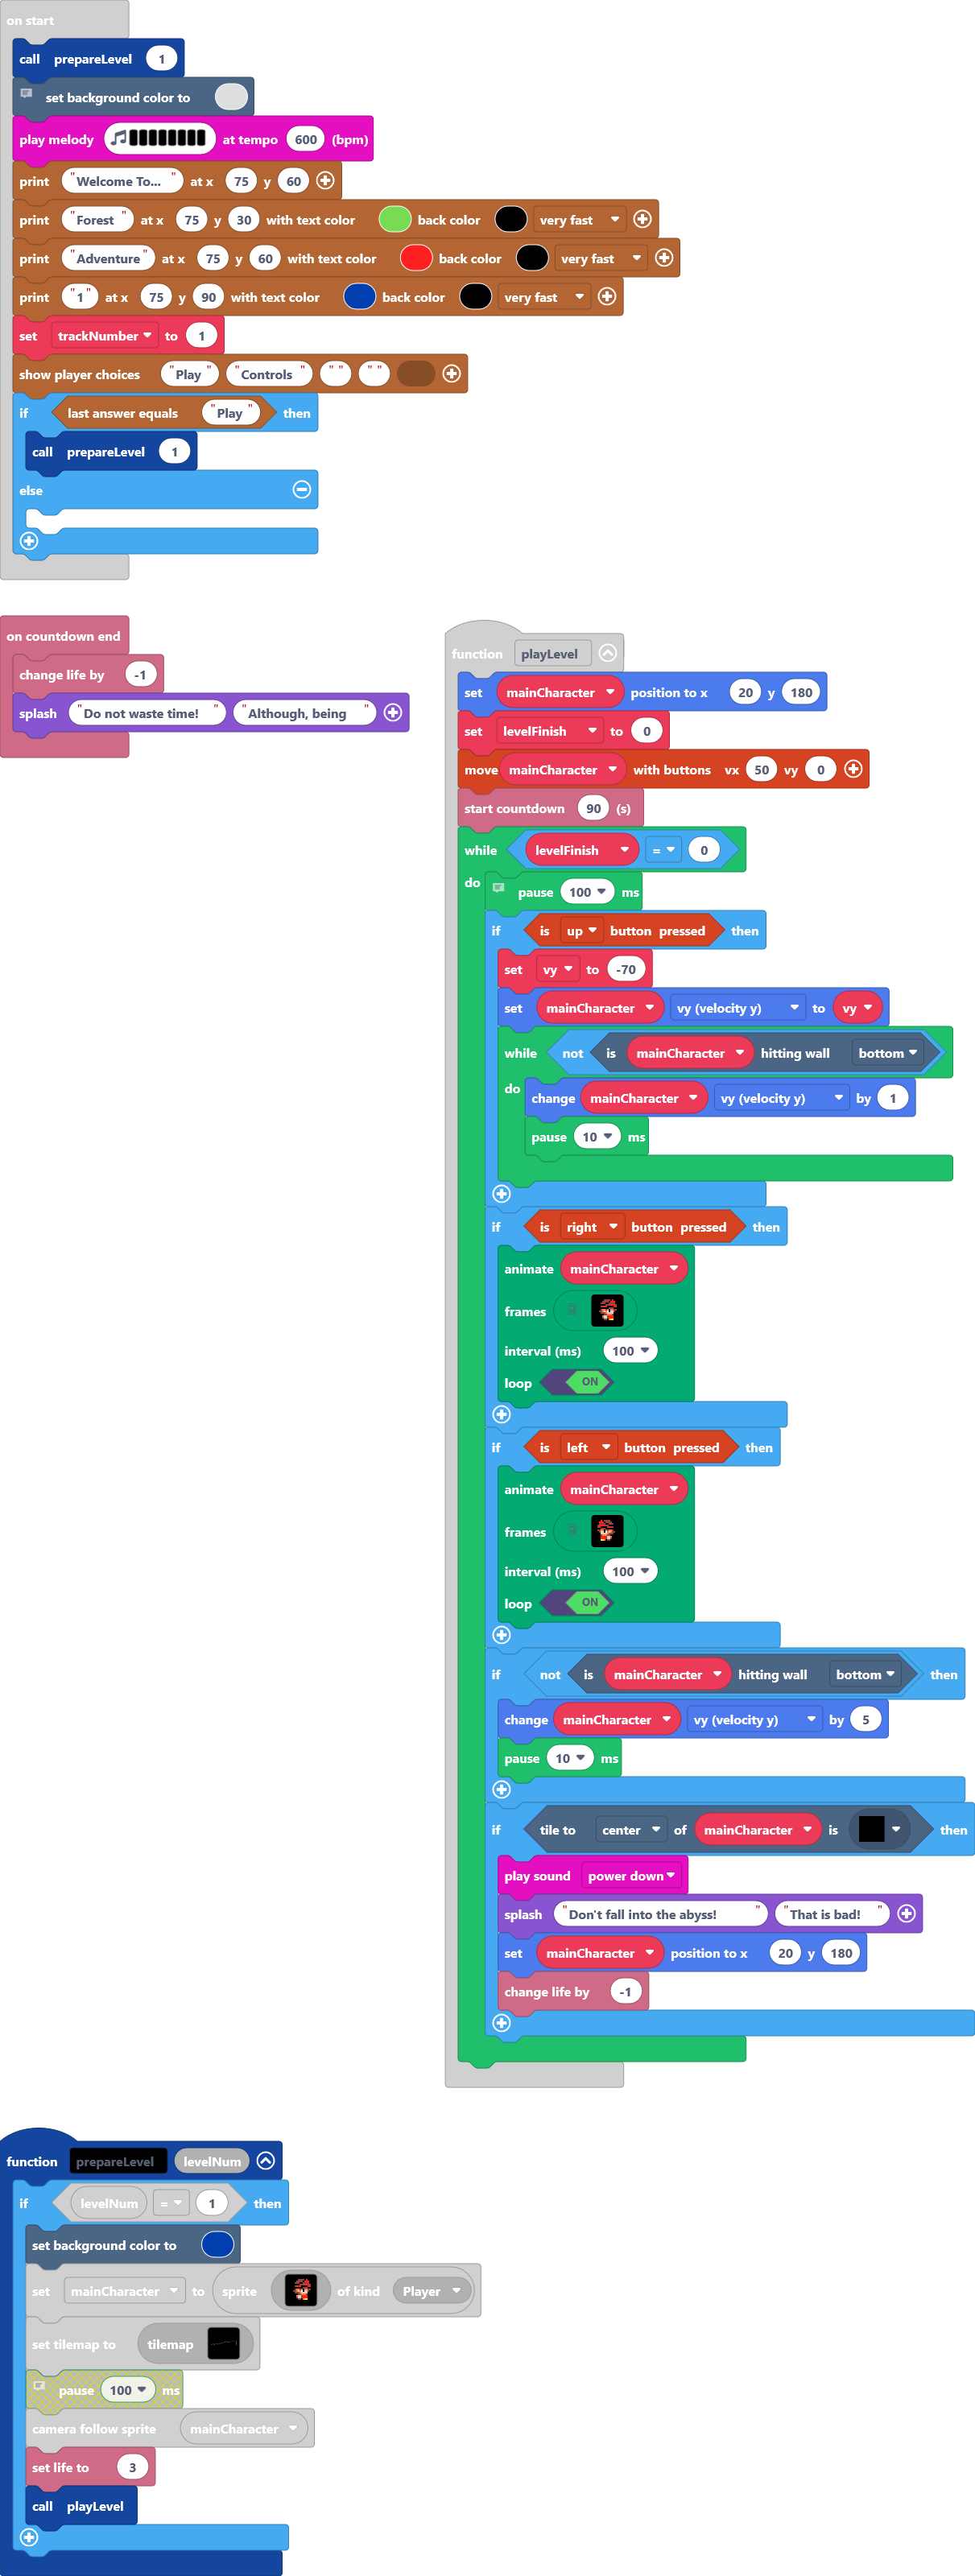 on start
call prepareLevel 1
set background color to
play melody at tempo 600 (bpm)
print "Welcome To..." at x 75 y 60
print "Forest" at x 75 y 30 with text color back color very fast
print "Adventure" at x 75 y 60 with text color back color very fast
print "1" at x 75 y 90 with text color back color very fast
set trackNumber to 1
show player choices "Play" "Controls" " " " "
if last answer equals "Play" then
call prepareLevel 1
else
on countdown end
change life by -1
splash "Do not waste time!" "Although, being "
function playLevel
set mainCharacter position to x 20 y 180
set levelFinish to 0
move mainCharacter with buttons vx 50 vy 0
start countdown 90 (s)
while levelFinish = 0
do pause 100 ms
if is up button pressed then
set vy to -70
set mainCharacter vy (velocity y) to vy
while not is mainCharacter hitting wall bottom
do change mainCharacter vy (velocity y) by 1
pause 10 ms
if is right button pressed then
animate mainCharacter
frames
interval (ms) 100
loop ON
if is left button pressed then
animate mainCharacter
frames
interval (ms) 100
loop ON
if not is mainCharacter hitting wall bottom then
change mainCharacter vy (velocity y) by 5
pause 10 ms
if tile to center of mainCharacter is then
play sound power down
splash "Don't fall into the abyss! " "That is bad! "
set mainCharacter position to x 20 y 180
change life by -1
function prepareLevel levelNum
if levelNum = 1 then
set background color to
set mainCharacter to sprite of kind Player
set tilemap to tilemap
pause 100 ms
camera follow sprite mainCharacter
set life to 3
call playLevel